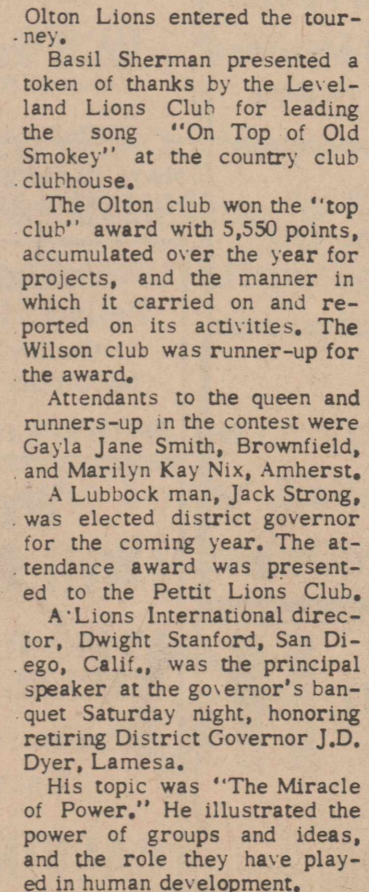 Olton Lions entered the tour-
ney.
Basil Sherman presented a
token of thanks by the Level-
land Lions Club for leading
the song "On Top of Old
Smokey" at the country club
clubhouse.
The Olton club won the "top
club" award with 5,550 points,
accumulated over the year for
projects, and the manner in
which it carried on and re-
ported on its activities. The
Wilson club was runner-up for
the award.
Attendants to the queen and
runners-up in the contest were
Gayla Jane Smith, Brownfield,
and Marilyn Kay Nix, Amherst.
A Lubbock man, Jack Strong,
was elected district governor
for the coming year. The at-
tendance award was present-
ed to the Pettit Lions Club.
A Lions International direc-
tor, Dwight Stanford, San Di-
ego, Calif., was the principal
speaker at the governor's ban-
quet Saturday night, honoring
retiring District Governor J.D.
Dyer, Lamesa.
His topic was "The Miracle
of Power." He illustrated the
power of groups and ideas,
and the role they have play-
ed in human development.